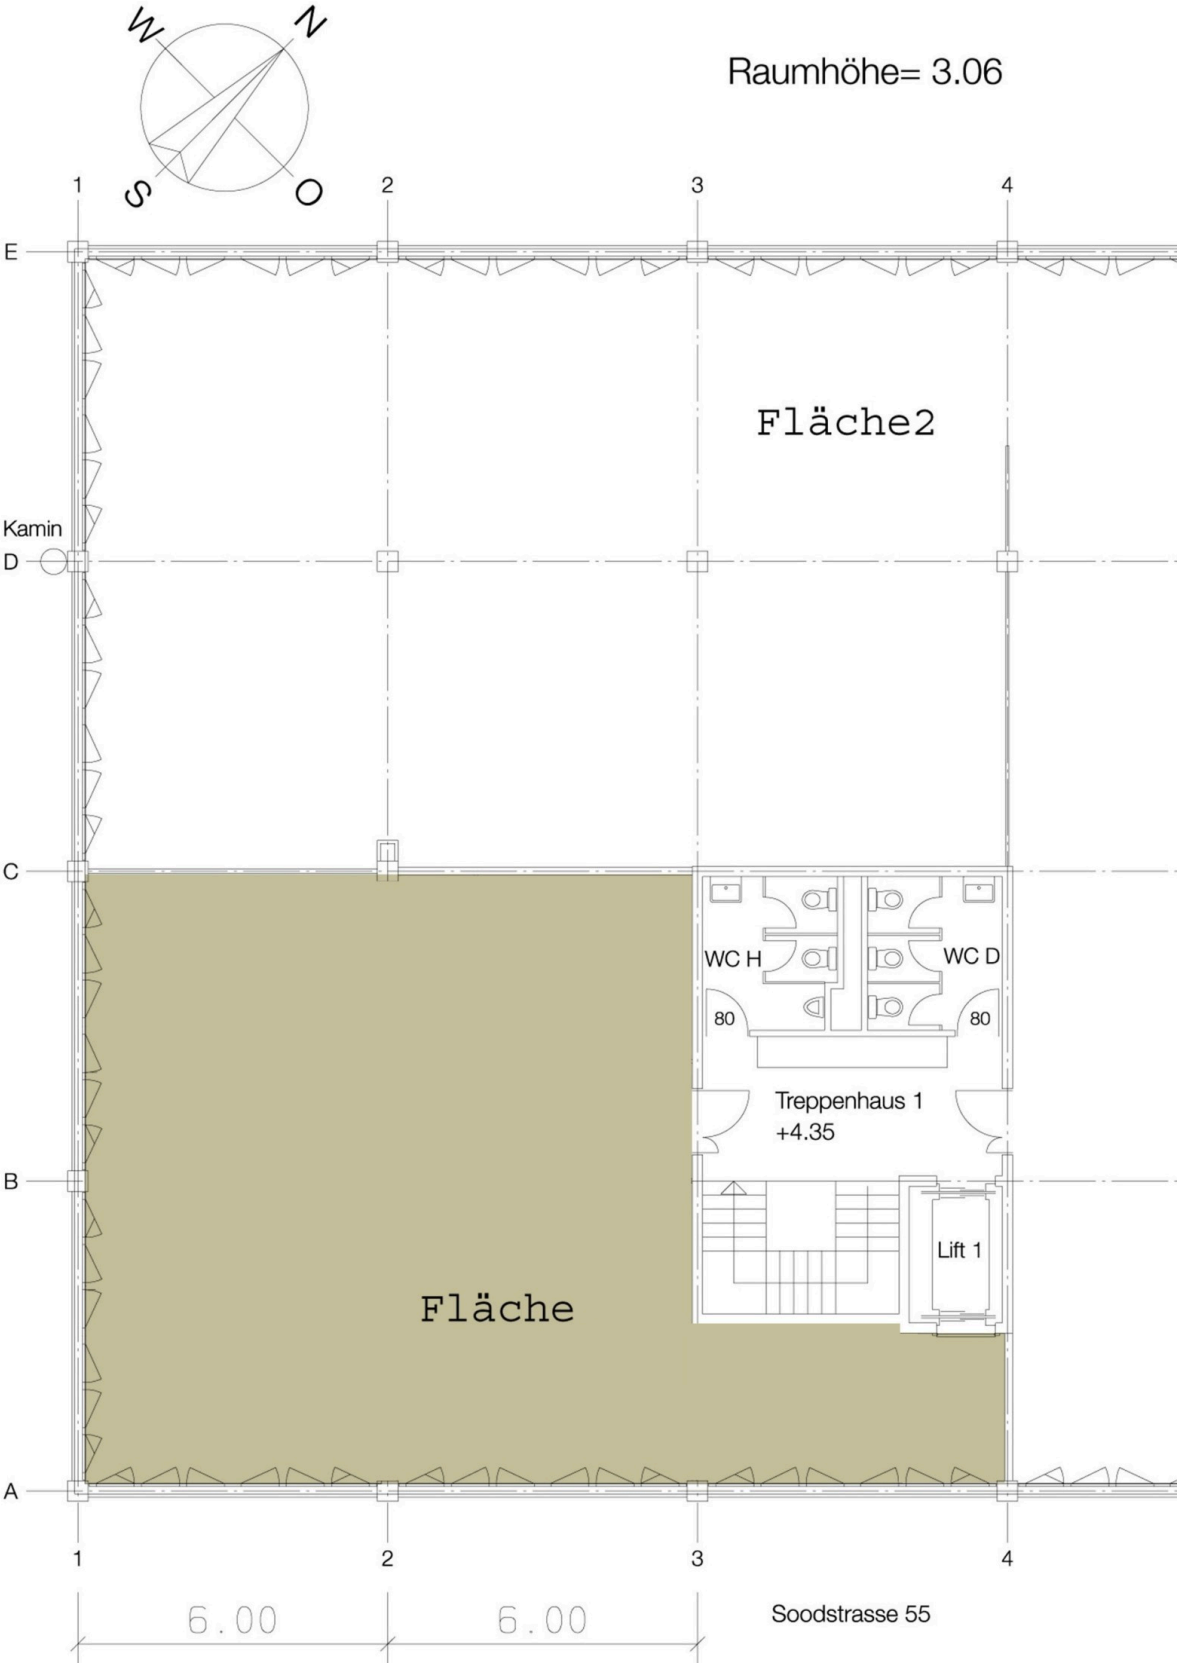 W N
Raumhöhe= 3.06
S O
1 2 3 4
E
Fläche2
Kamin
D
C
WC H WC D
80 80
Treppenhaus 1
+4.35
B
Lift 1
Fläche
A
1 2 3 4
6.00 6.00
Soodstrasse 55